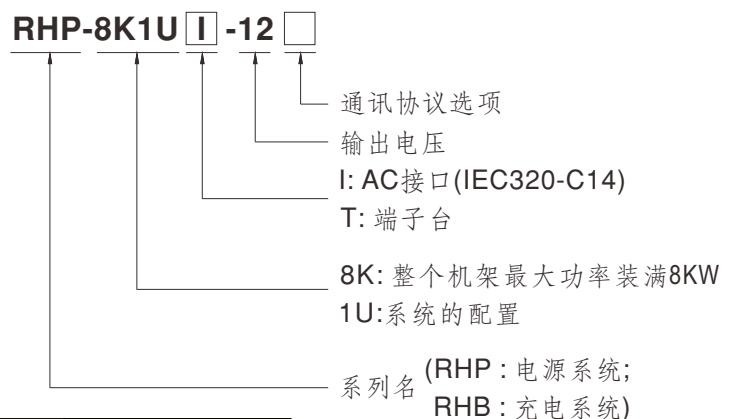 RHP-8K1U I -12 □
通讯协议选项
输出电压
I: AC接口(IEC320-C14)
T: 端子台
8K: 整个机架最大功率装满8KW
1U:系统的配置
系列名 (RHP : 电源系统;
RHB : 充电系统)